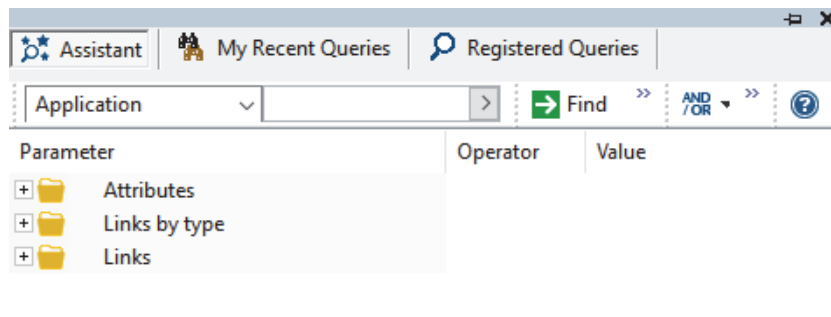 Assistant My Recent Queries Registered Queries
Application Find AND /OR
Parameter Operator Value
Attributes
Links by type
Links